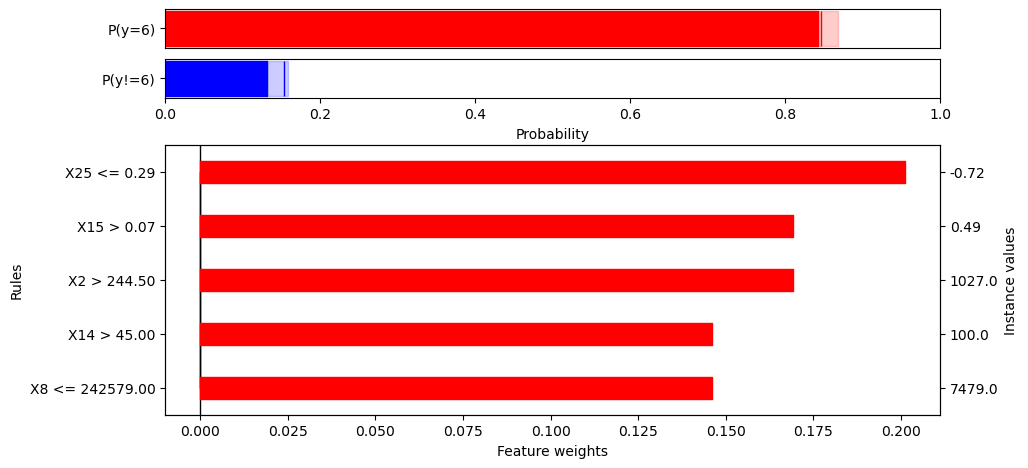 P(y=6)
P(y!=6)
0.0 0.2 0.4 0.6 0.8 1.0
Probability
X25 <= 0.29 -0.72
X15 > 0.07 0.49
X2 > 244.50 1027.0
X14 > 45.00 100.0
X8 <= 242579.00 7479.0
Rules
Instance values
0.000 0.025 0.050 0.075 0.100 0.125 0.150 0.175 0.200
Feature weights